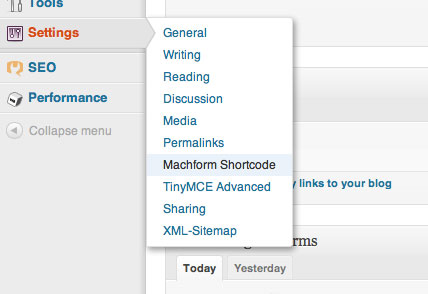 Tools
Settings
SEO
Performance
Collapse menu
General
Writing
Reading
Discussion
Media
Permalinks
Machform Shortcode
TinyMCE Advanced
Sharing
XML-Sitemap
links to your blog
rms
Today
Yesterday